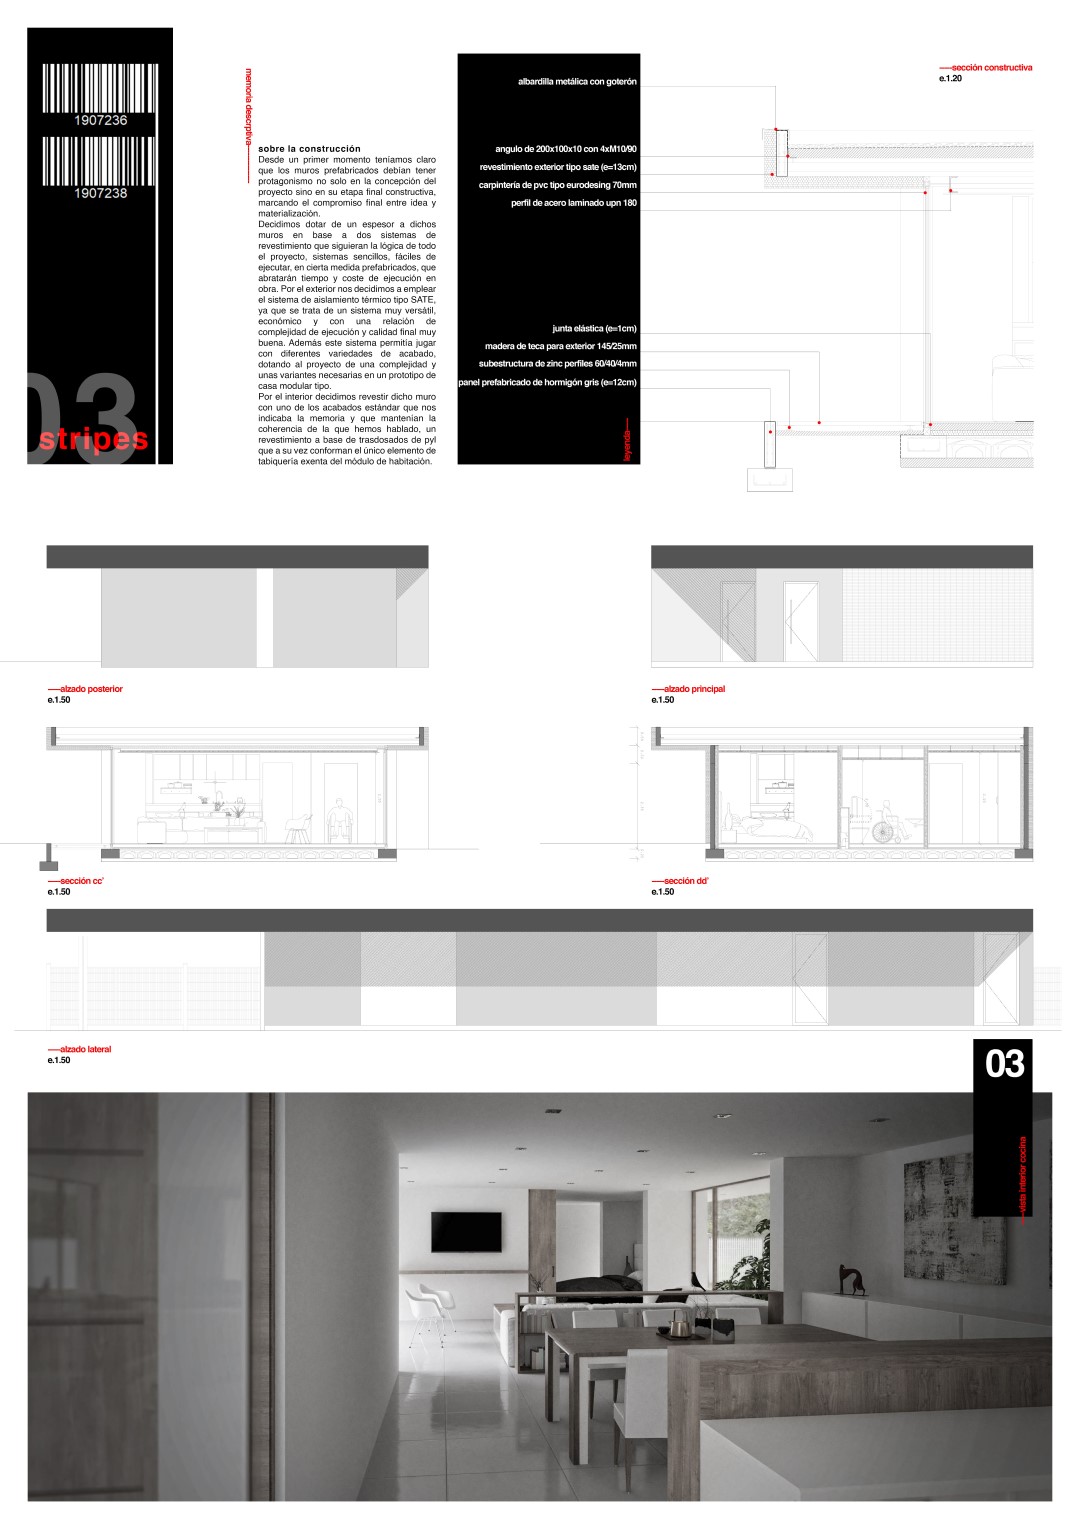 1907236
1907238
03
stripes
memoria descrptiva
sobre la construcción
Desde un primer momento teníamos claro
que los muros prefabricados debían tener
protagonismo no solo en la concepción del
proyecto sino en su etapa final constructiva,
marcando el compromiso final entre idea y
materialización.
Decidimos dotar de un espesor a dichos
muros en base a dos sistemas de
revestimiento que siguieran la lógica de todo
el proyecto, sistemas sencillos, fáciles de
ejecutar, en cierta medida prefabricados, que
abratarán tiempo y coste de ejecución en
obra. Por el exterior nos decidimos a emplear
el sistema de aislamiento térmico tipo SATE,
ya que se trata de un sistema muy versátil,
económico y con una relación de
complejidad de ejecución y calidad final muy
buena. Además este sistema permitía jugar
con diferentes variedades de acabado,
dotando al proyecto de una complejidad y
unas variantes necesarias en un prototipo de
casa modular tipo.
Por el interior decidimos revestir dicho muro
con uno de los acabados estándar que nos
indicaba la memoria y que mantenían la
coherencia de la que hemos hablado, un
revestimiento a base de trasdosados de pyl
que a su vez conforman el único elemento de
tabiquería exenta del módulo de habitación.
albardilla metálica con goterón
angulo de 200x100x10 con 4xM10/90
revestimiento exterior tipo sate (e=13cm)
carpintería de pvc tipo eurodesing 70mm
perfil de acero laminado upn 180
junta elástica (e=1cm)
madera de teca para exterior 145/25mm
subestructura de zinc perfiles 60/40/4mm
panel prefabricado de hormigón gris (e=12cm)
leyenda
sección constructiva
e.1.20
alzado posterior
e.1.50
alzado principal
e.1.50
sección cc'
e.1.50
sección dd'
e.1.50
alzado lateral
e.1.50
03
vista interior cocina